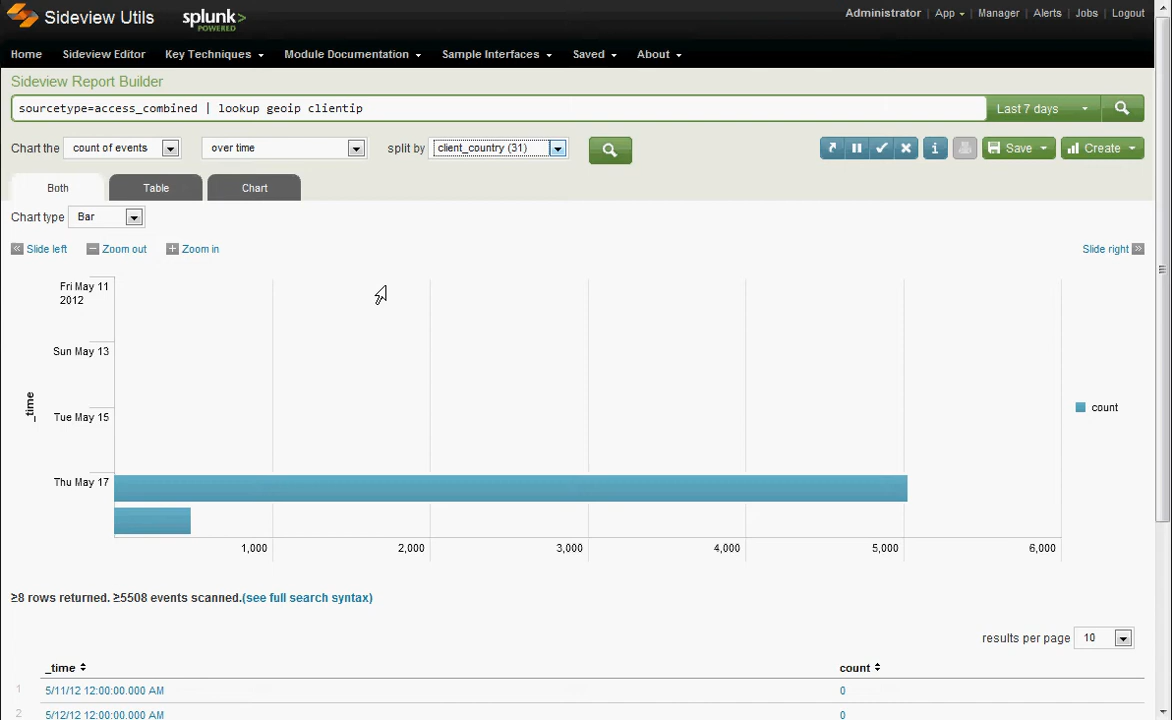 Sideview Utils splunk> POWERED Administrator | App | Manager | Alerts | Jobs | Logout
Home Sideview Editor Key Techniques Module Documentation Sample Interfaces Saved About
Sideview Report Builder
sourcetype=access_combined | lookup geoip clientip Last 7 days
Chart the count of events over time split by client_country (31) Save Create
Both Table Chart
Chart type Bar
Slide left Zoom out Zoom in Slide right
Fri May 11
2012
Sun May 13
_time
Tue May 15
count
Thu May 17
1,000 2,000 3,000 4,000 5,000 6,000
≥8 rows returned. ≥5508 events scanned.(see full search syntax)
results per page 10
_time count
1 5/11/12 12:00:00.000 AM 0
2 5/12/12 12:00:00.000 AM 0